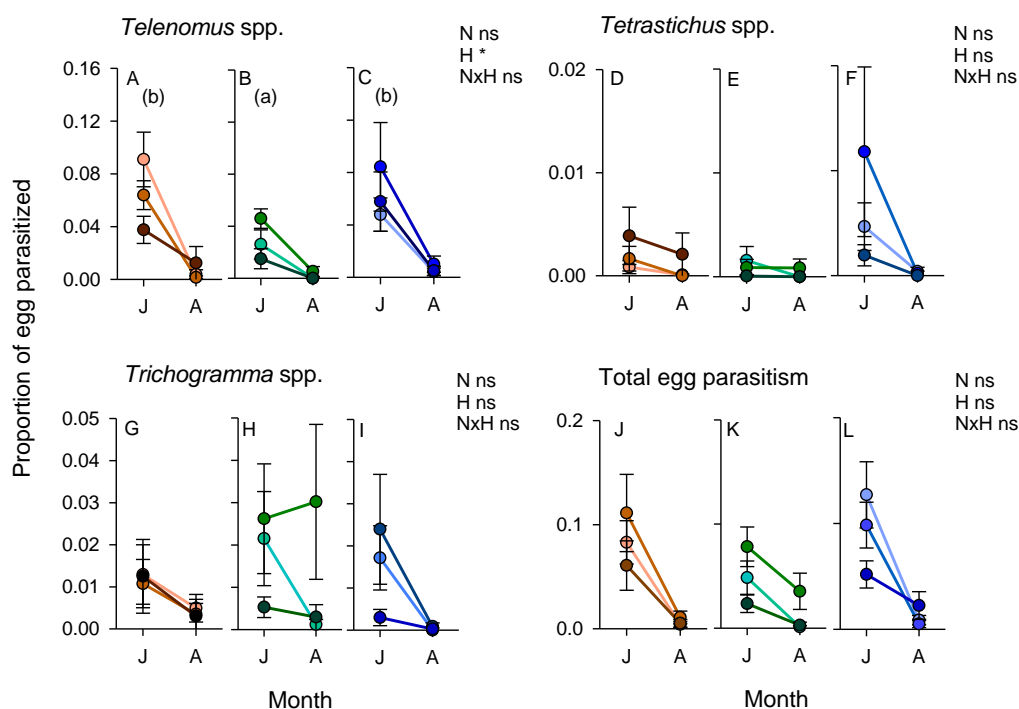 Telenomus spp.
N ns
H *
NxH ns
Tetrastichus spp.
N ns
H ns
NxH ns
Proportion of egg parasitized
0.16
0.12
0.08
0.04
0.00
A
(b)
B
(a)
C
(b)
J A
J A
J A
0.02
0.01
0.00
D
E
F
J A
J A
J A
Trichogramma spp.
N ns
H ns
NxH ns
Total egg parasitism
N ns
H ns
NxH ns
0.05
0.04
0.03
0.02
0.01
0.00
G
H
I
J A
J A
J A
Month
0.2
0.1
0.0
J
K
L
J A
J A
J A
Month